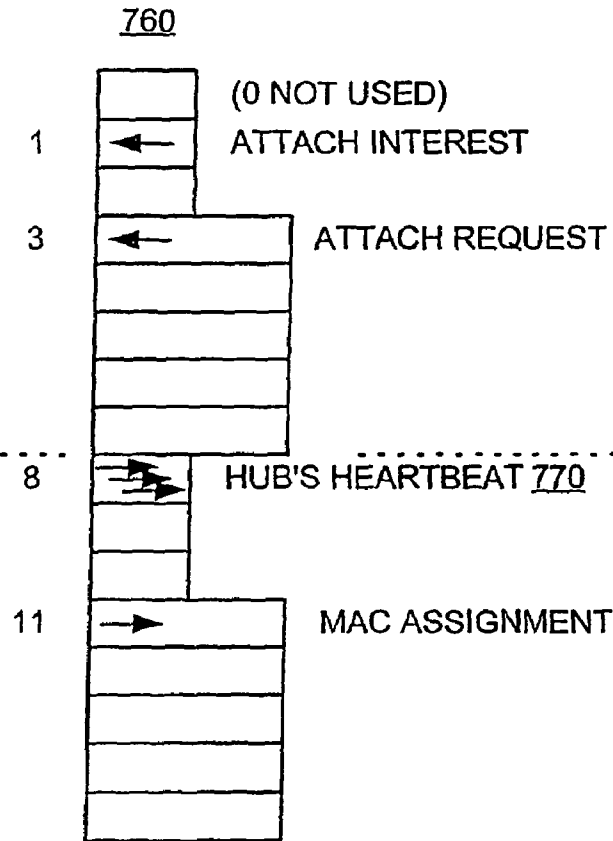 760
(0 NOT USED)
1 ATTACH INTEREST
3 ATTACH REQUEST
8 HUB'S HEARTBEAT 770
11 MAC ASSIGNMENT